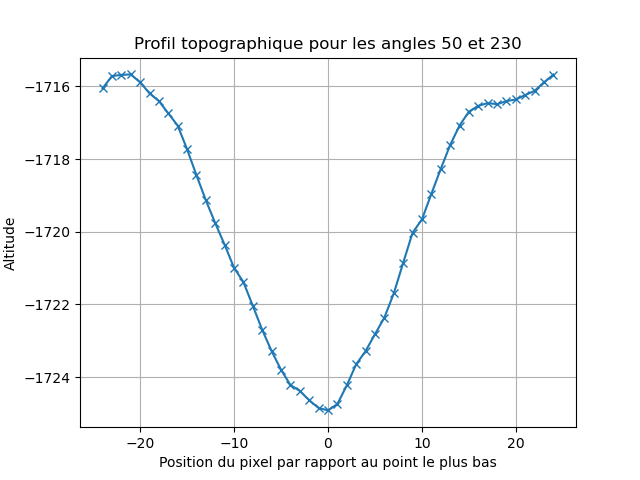 Profil topographique pour les angles 50 et 230
−1716
−1718
−1720
−1722
−1724
Altitude
−20 −10 0 10 20
Position du pixel par rapport au point le plus bas